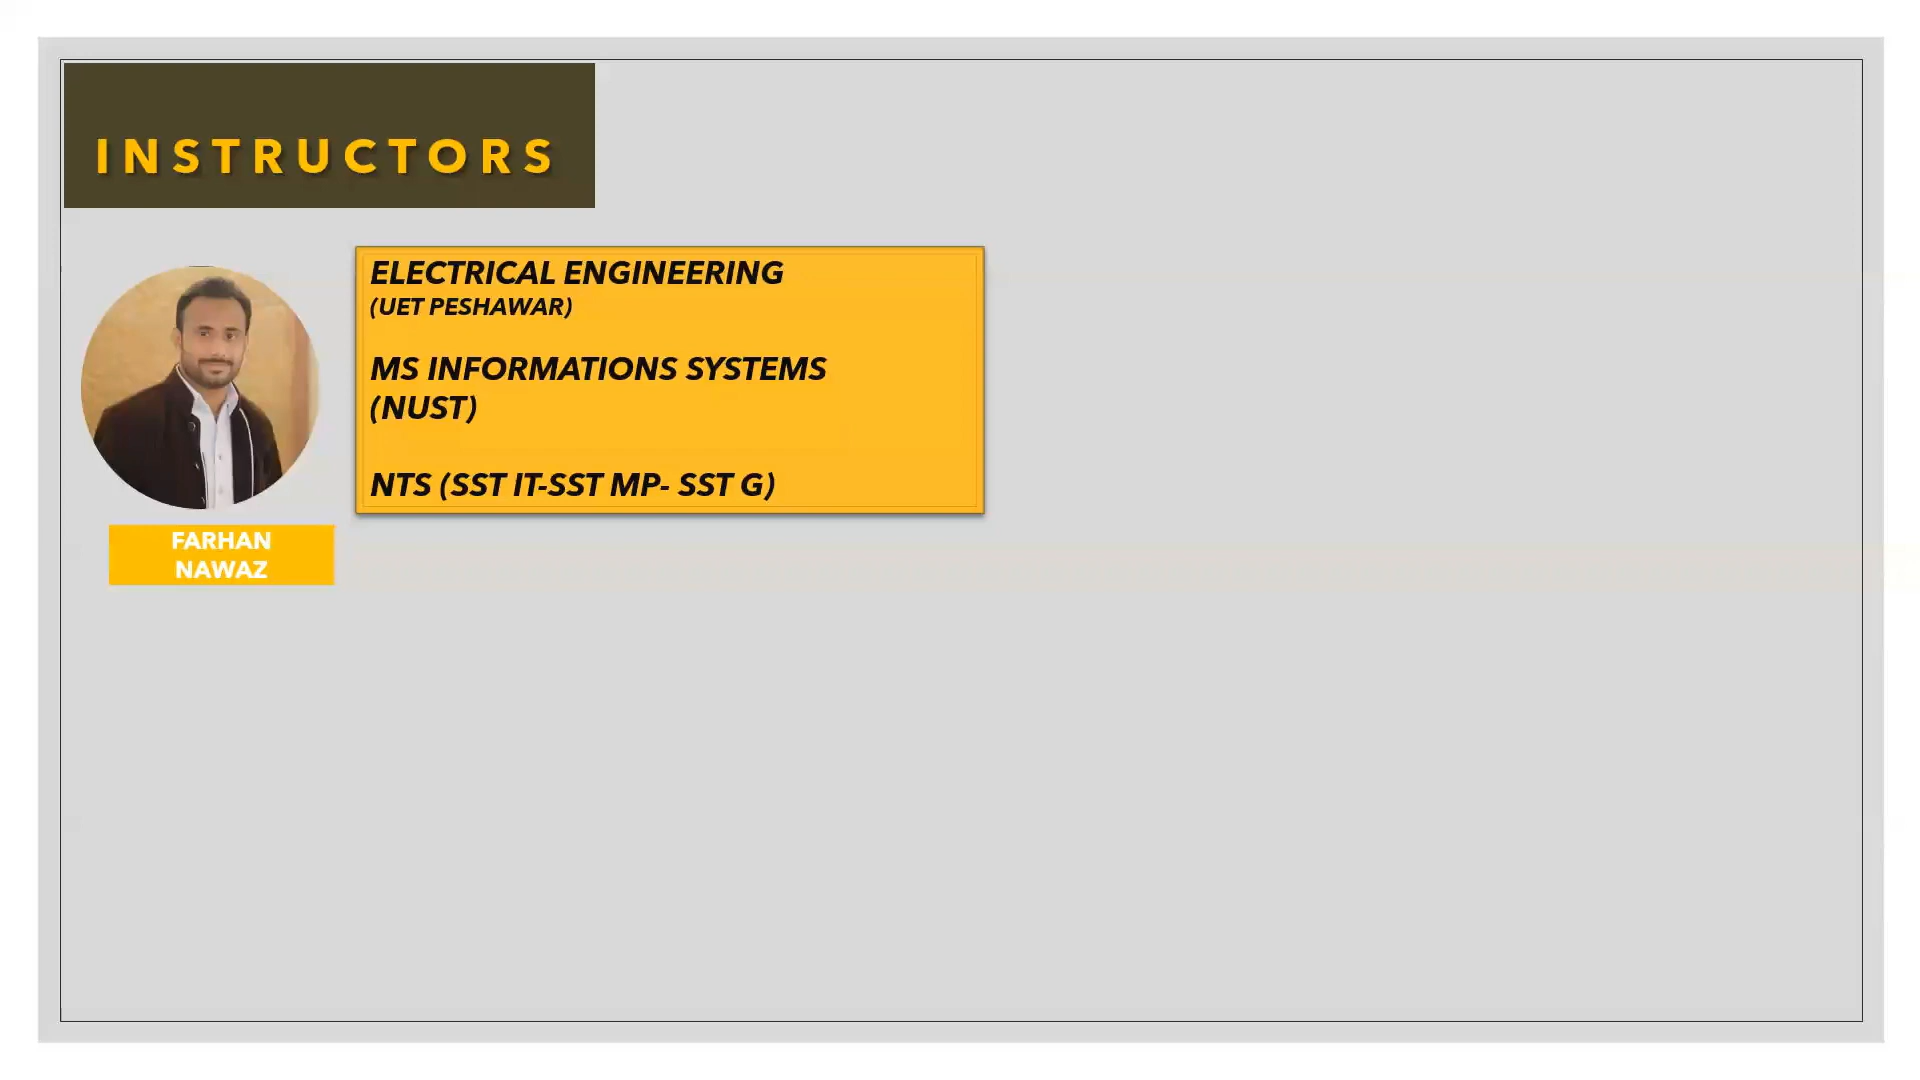 INSTRUCTORS
ELECTRICAL ENGINEERING
(UET PESHAWAR)
MS INFORMATIONS SYSTEMS
(NUST)
NTS (SST IT-SST MP- SST G)
FARHAN
NAWAZ